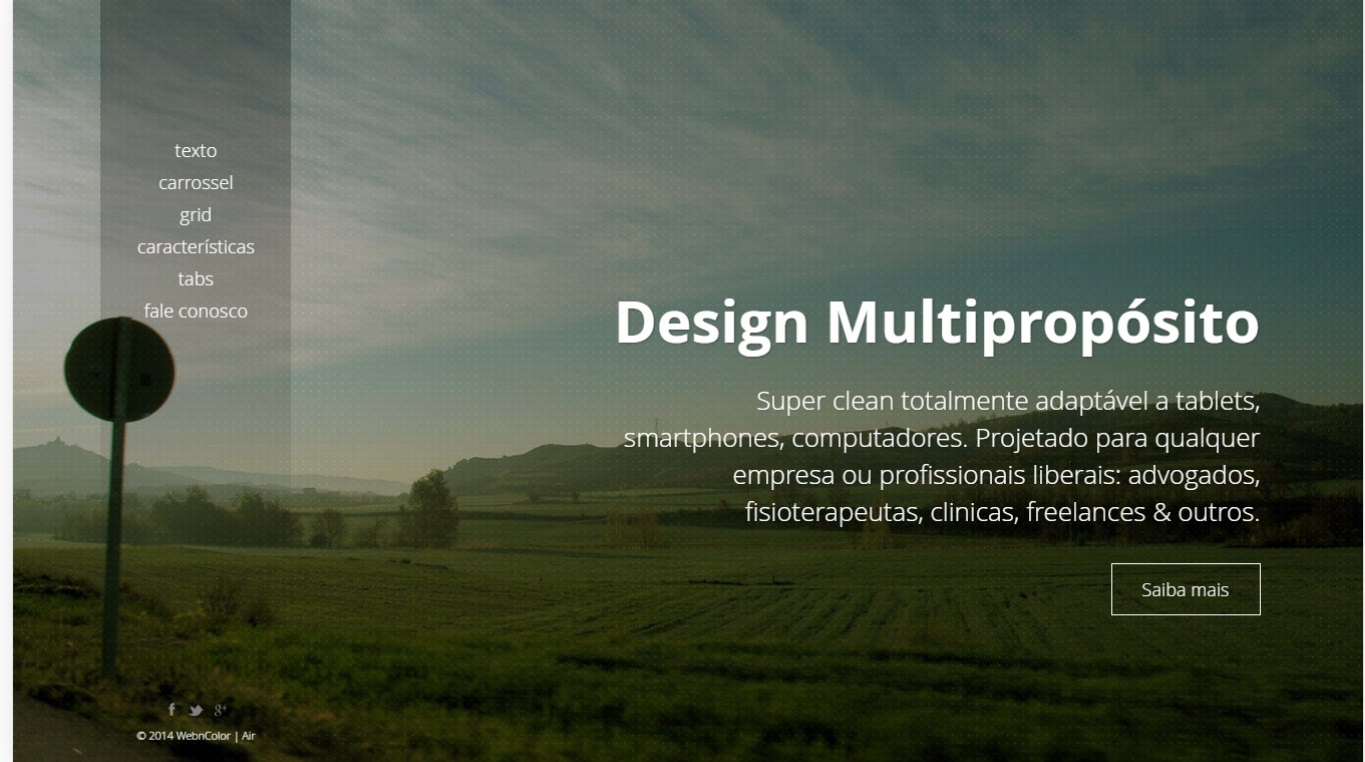 texto
carrossel
grid
características
tabs
fale conosco
Design Multipropósito
Super clean totalmente adaptável a tablets,
smartphones, computadores. Projetado para qualquer
empresa ou profissionais liberais: advogados,
fisioterapeutas, clinicas, freelances & outros.
Saiba mais
© 2014 WebnColor | Air